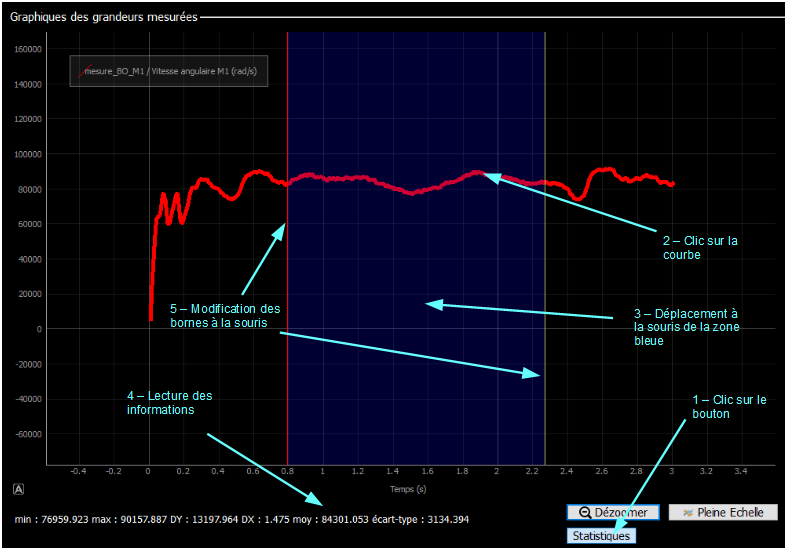 Graphiques des grandeurs mesurées
160000
140000
120000
100000
80000
60000
40000
20000
0
-20000
-40000
-60000
mesure_BO_M1 / Vitesse angulaire M1 (rad/s)
2 – Clic sur la
courbe
5 – Modification des
bornes à la souris
3 – Déplacement à
la souris de la zone
bleue
4 – Lecture des
informations
1 – Clic sur le
bouton
-0.4 -0.2 0 0.2 0.4 0.6 0.8 1 1.2 1.4 1.6 1.8 2 2.2 2.4 2.6 2.8 3 3.2 3.4
Temps (s)
A
min : 76959.923 max : 90157.887 DY : 13197.964 DX : 1.475 moy : 84301.053 écart-type : 3134.394
Dézoomer
Pleine Echelle
Statistiques